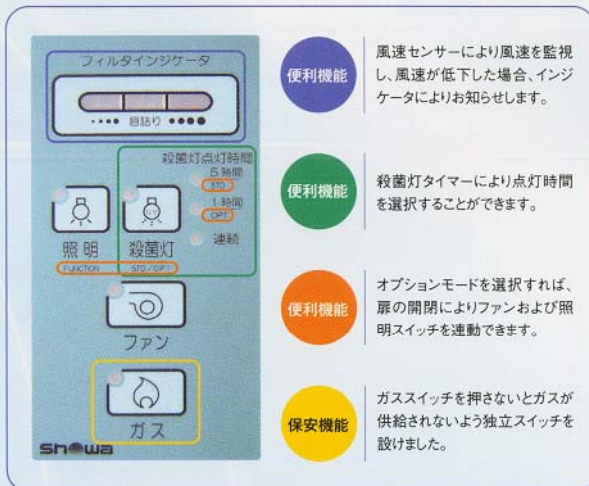 フィルタインジケータ
目詰り
殺菌灯点灯時間
5時間
STD
1時間
OPT
連続
UV
照明
殺菌灯
FUNCTION
STD/OPT
ファン
ガス
showa
便利機能
風速センサーにより風速を監視
し、風速が低下した場合、インジ
ケータによりお知らせします。
便利機能
殺菌灯タイマーにより点灯時間
を選択することができます。
便利機能
オプションモードを選択すれば、
扉の開閉によりファンおよび照
明スイッチを連動できます。
保安機能
ガススイッチを押さないとガスが
供給されないよう独立スイッチを
設けました。